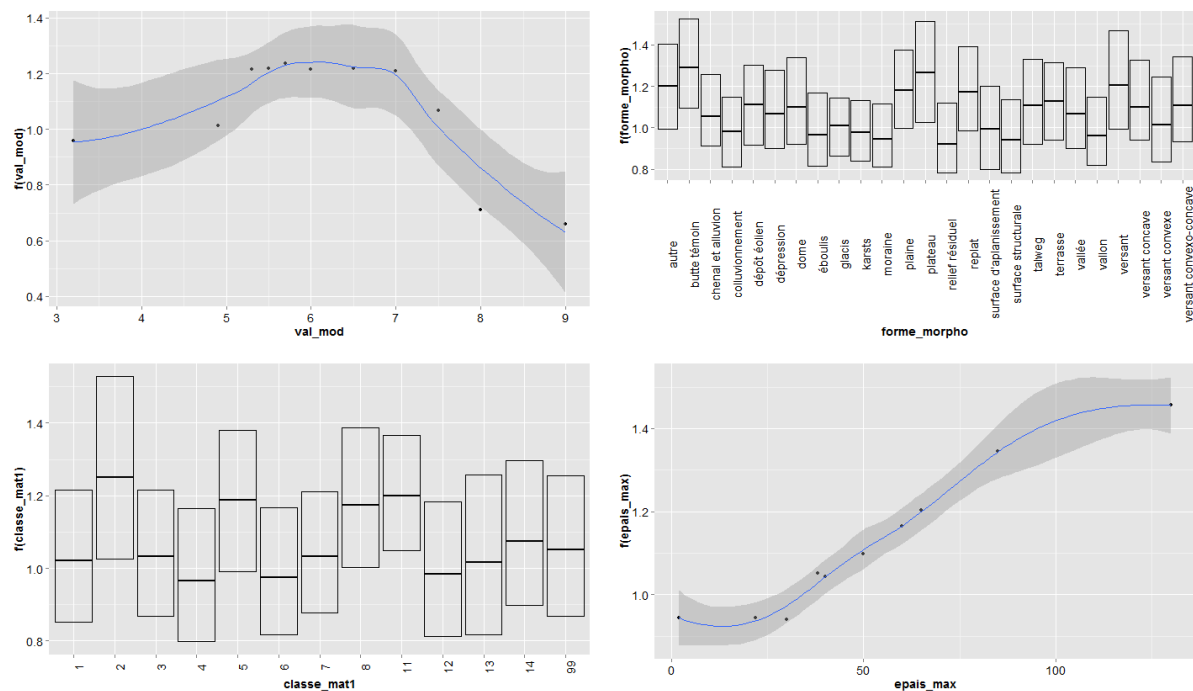 1.4
1.2
1.0
0.8
0.6
0.4
f(val_mod)
3 4 5 6 7 8 9
val_mod
1.4
1.2
1.0
0.8
f(forme_morpho)
autre
butte témoin
chenal et alluvion
colluvionnement
dépôt éolien
dépression
dome
éboulis
glacis
karsts
moraine
plaine
plateau
relief résiduel
replat
surface d'aplanissement
surface structurale
talweg
terrasse
vallée
vallon
versant
versant concave
versant convexe
versant convexo-concave
forme_morpho
1.4
1.2
1.0
0.8
f(classe_mat1)
1 2 3 4 5 6 7 8 11 12 13 14 99
classe_mat1
1.4
1.2
1.0
f(epais_max)
0 50 100
epais_max